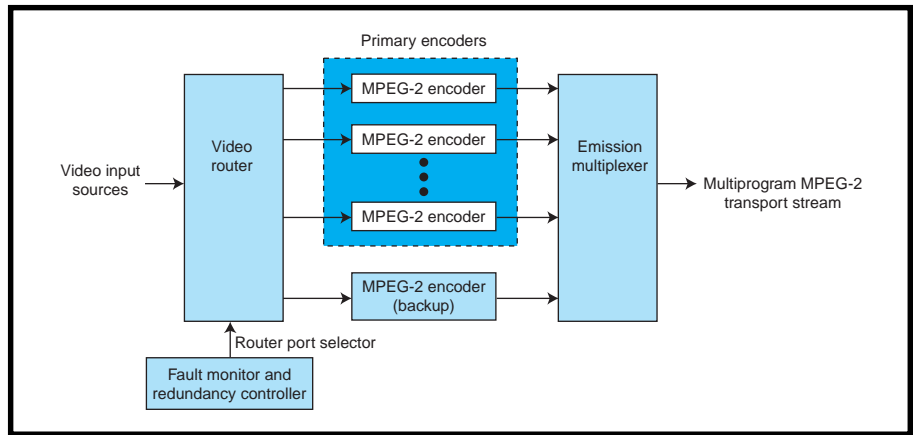 Primary encoders
MPEG-2 encoder
MPEG-2 encoder
MPEG-2 encoder
Video input
sources
Video
router
Emission
multiplexer
Multiprogram MPEG-2
transport stream
MPEG-2 encoder
(backup)
Router port selector
Fault monitor and
redundancy controller